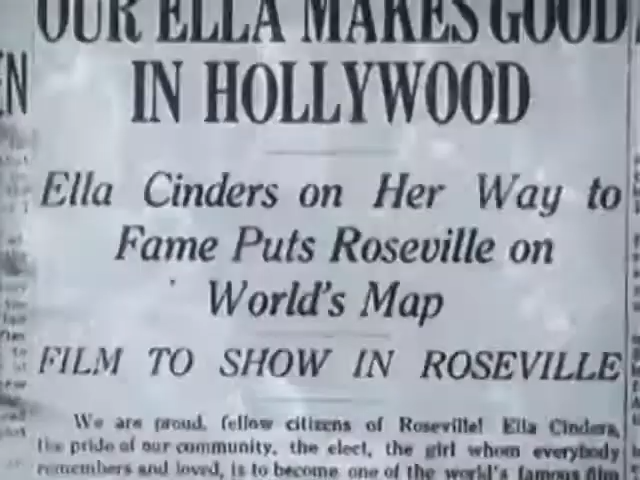 OUR ELLA MAKES GOOD
IN HOLLYWOOD
Ella Cinders on Her Way to
Fame Puts Roseville on
World's Map
FILM TO SHOW IN ROSEVILLE
We are proud, fellow citizens of Roseville! Ella Cinders,
the pride of our community, the elect, the girl whom everybody
remembers and loved, is to become one of the world's famous film